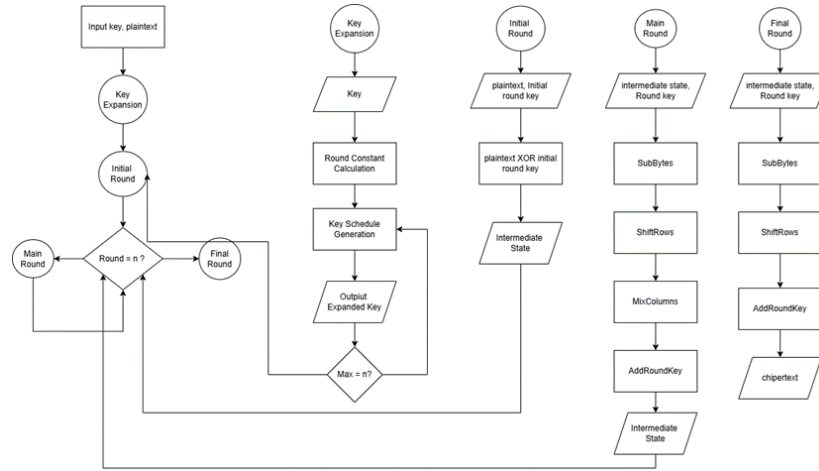 Input key, plaintext
Key
Expansion
Initial
Round
Round = n ?
Main
Round
Final
Round
Key
Expansion
Key
Round Constant
Calculation
Key Schedule
Generation
Outpiut
Expanded Key
Max = n?
Initial
Round
plaintext, Initial
round key
plaintext XOR initial
round key
Intermediate
State
Main
Round
intermediate state,
Round key
SubBytes
ShiftRows
MixColumns
AddRoundKey
Intermediate
State
Final
Round
intermediate state,
Round key
SubBytes
ShiftRows
AddRoundKey
chipertext